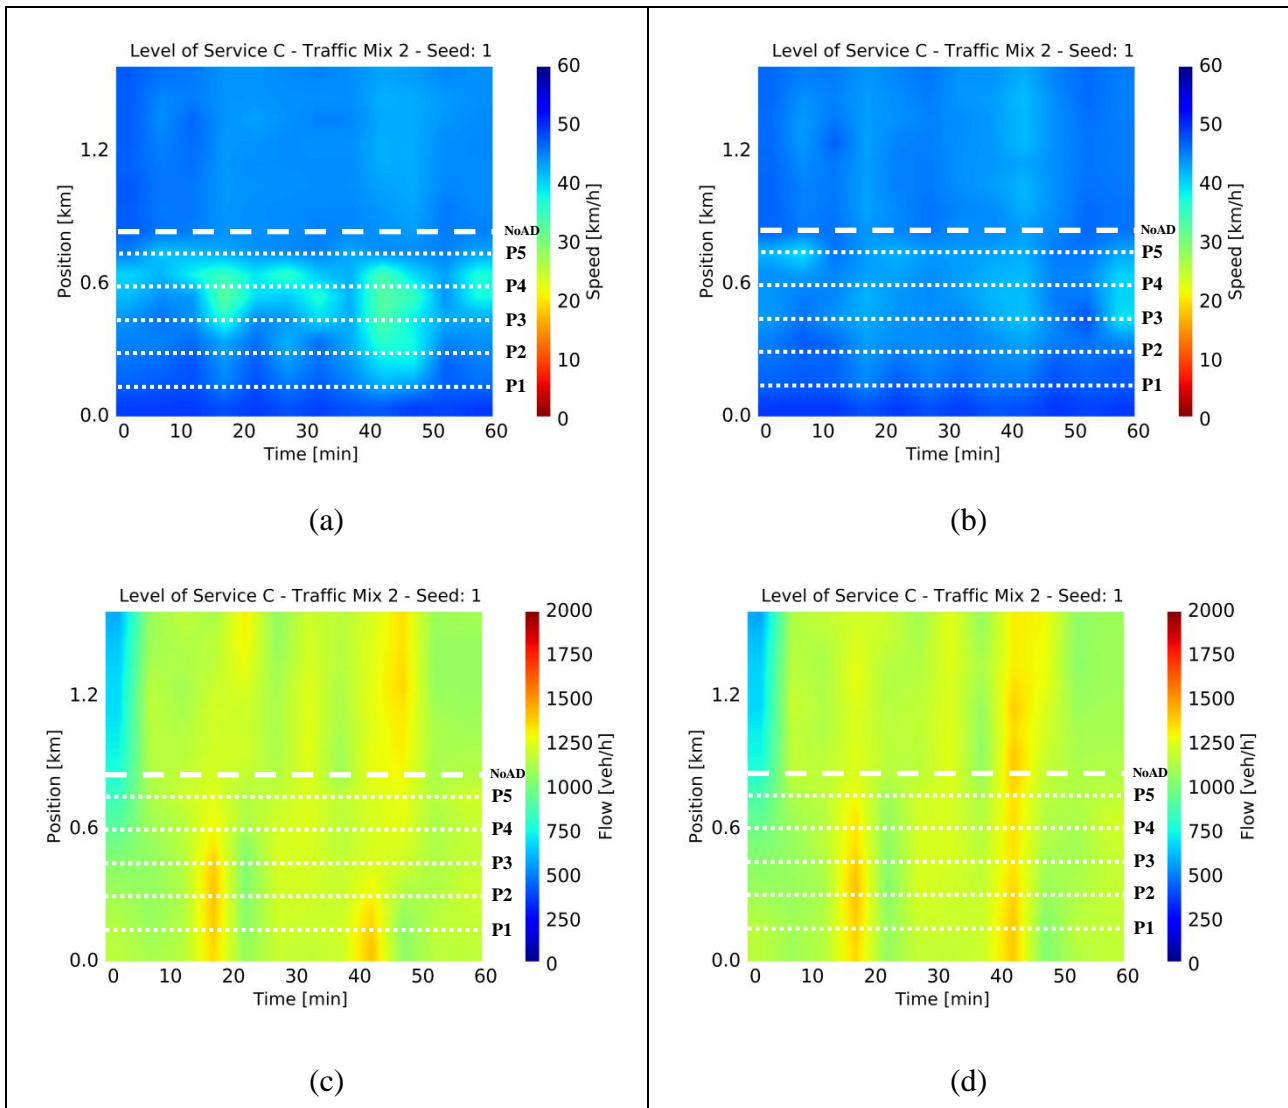 Level of Service C - Traffic Mix 2 - Seed: 1
Position [km]
1.2
0.6
0.0
NoAD
P5
P4
P3
P2
P1
0 10 20 30 40 50 60
Time [min]
60
50
40
30
20
10
0
Speed [km/h]
(a)
Level of Service C - Traffic Mix 2 - Seed: 1
Position [km]
1.2
0.6
0.0
NoAD
P5
P4
P3
P2
P1
0 10 20 30 40 50 60
Time [min]
60
50
40
30
20
10
0
Speed [km/h]
(b)
Level of Service C - Traffic Mix 2 - Seed: 1
Position [km]
1.2
0.6
0.0
NoAD
P5
P4
P3
P2
P1
0 10 20 30 40 50 60
Time [min]
2000
1750
1500
1250
1000
750
500
250
0
Flow [veh/h]
(c)
Level of Service C - Traffic Mix 2 - Seed: 1
Position [km]
1.2
0.6
0.0
NoAD
P5
P4
P3
P2
P1
0 10 20 30 40 50 60
Time [min]
2000
1750
1500
1250
1000
750
500
250
0
Flow [veh/h]
(d)